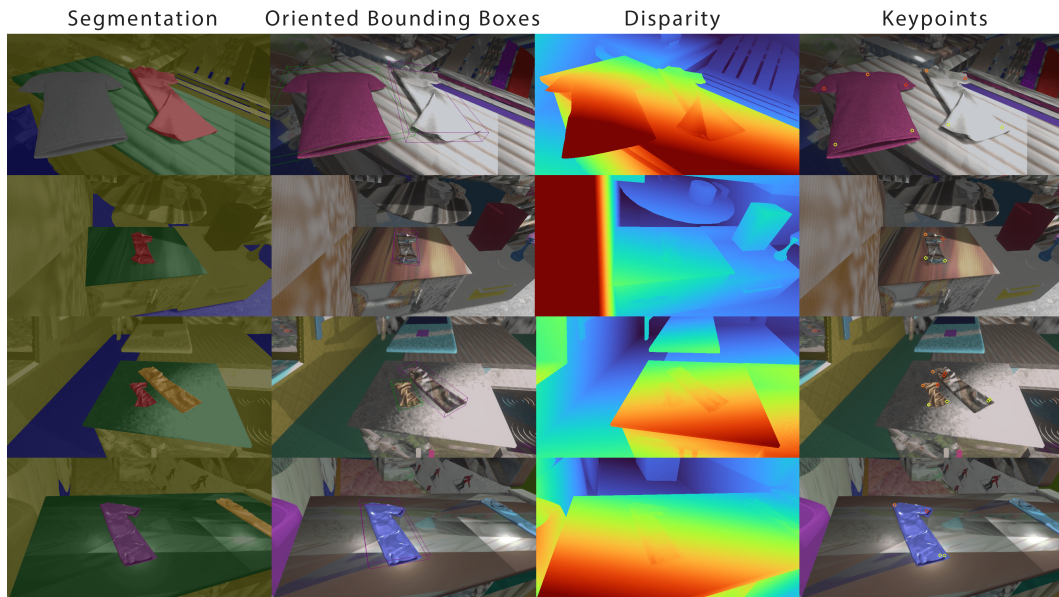 Segmentation
Oriented Bounding Boxes
Disparity
Keypoints